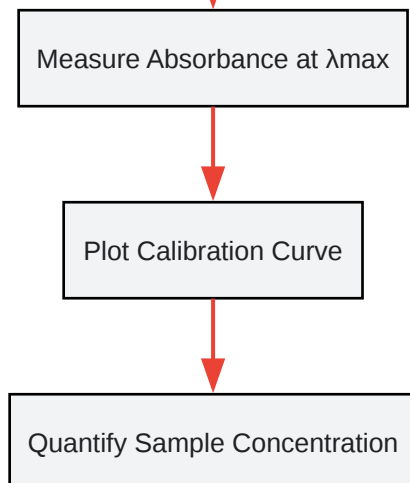 Measure Absorbance at λmax
Plot Calibration Curve
Quantify Sample Concentration